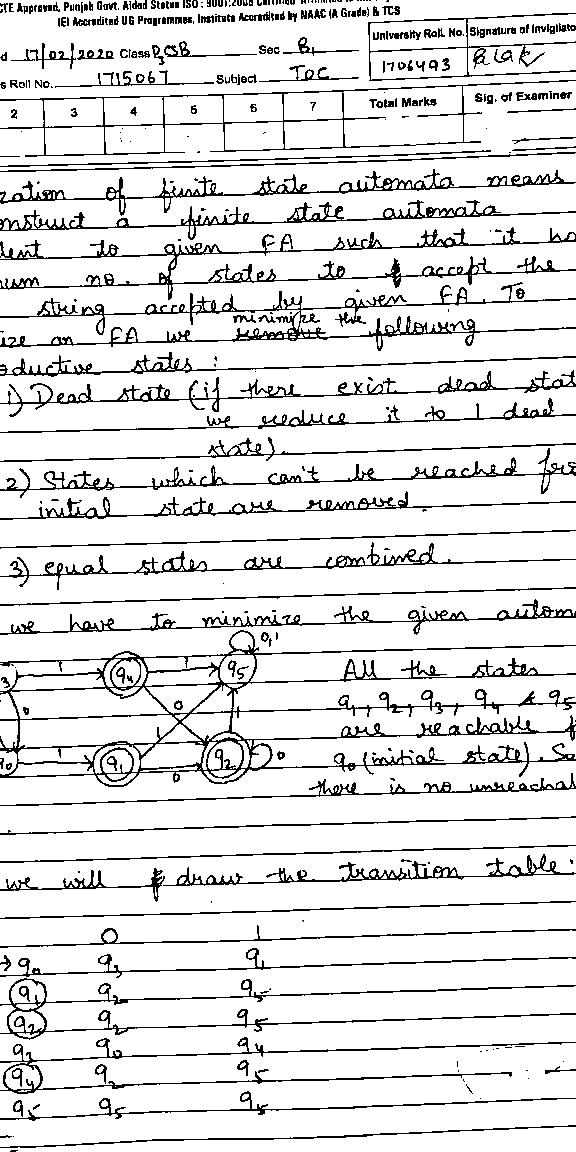 CTE Approved, Punjab Govt. Aided Status ISO : 9001:2008
IEI Accredited UG Programmes, Institute Accredited by NAAC (A Grade) & TCS
d 17/02/2020 Class D3CSB Sec B1
University Roll. No. Signature of Invigilato
1706493
s Roll No. 1715067 Subject TOC
2 3 4 5 6 7 Total Marks Sig. of Examiner
zation of finite state automata means
onstruct a finite state automata
lent to given FA such that it ha
num no. of states to accept the
string accepted by given FA. To
ize an FA we minimize the following
oductive states :
1) Dead state (if there exist dead stat
we reduce it to 1 dead
state).
2) States which can't be reached fro
initial state are removed.
3) equal states are combined.
we have to minimize the given autom
0,1
3 1 q4 1 q5
0 0 1 1
q0 1 q1 0 q2 0
All the states
q1, q2, q3, q4 & q5
are reachable f
q0 (initial state). So
there is no unreachal
we will draw the transition table:
0 1
→ q0 q3 q1
q1 q2 q5
q2 q2 q5
q3 q0 q4
q4 q2 q5
q5 q5 q5